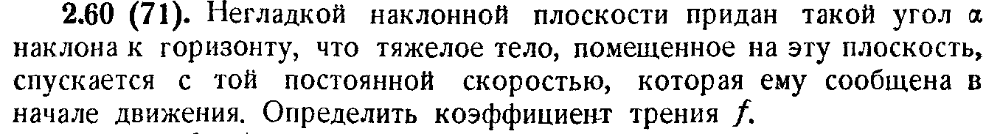 2.60 (71). Негладкой наклонной плоскости придан такой угол α
наклона к горизонту, что тяжелое тело, помещенное на эту плоскость,
спускается с той постоянной скоростью, которая ему сообщена в
начале движения. Определить коэффициент трения f.